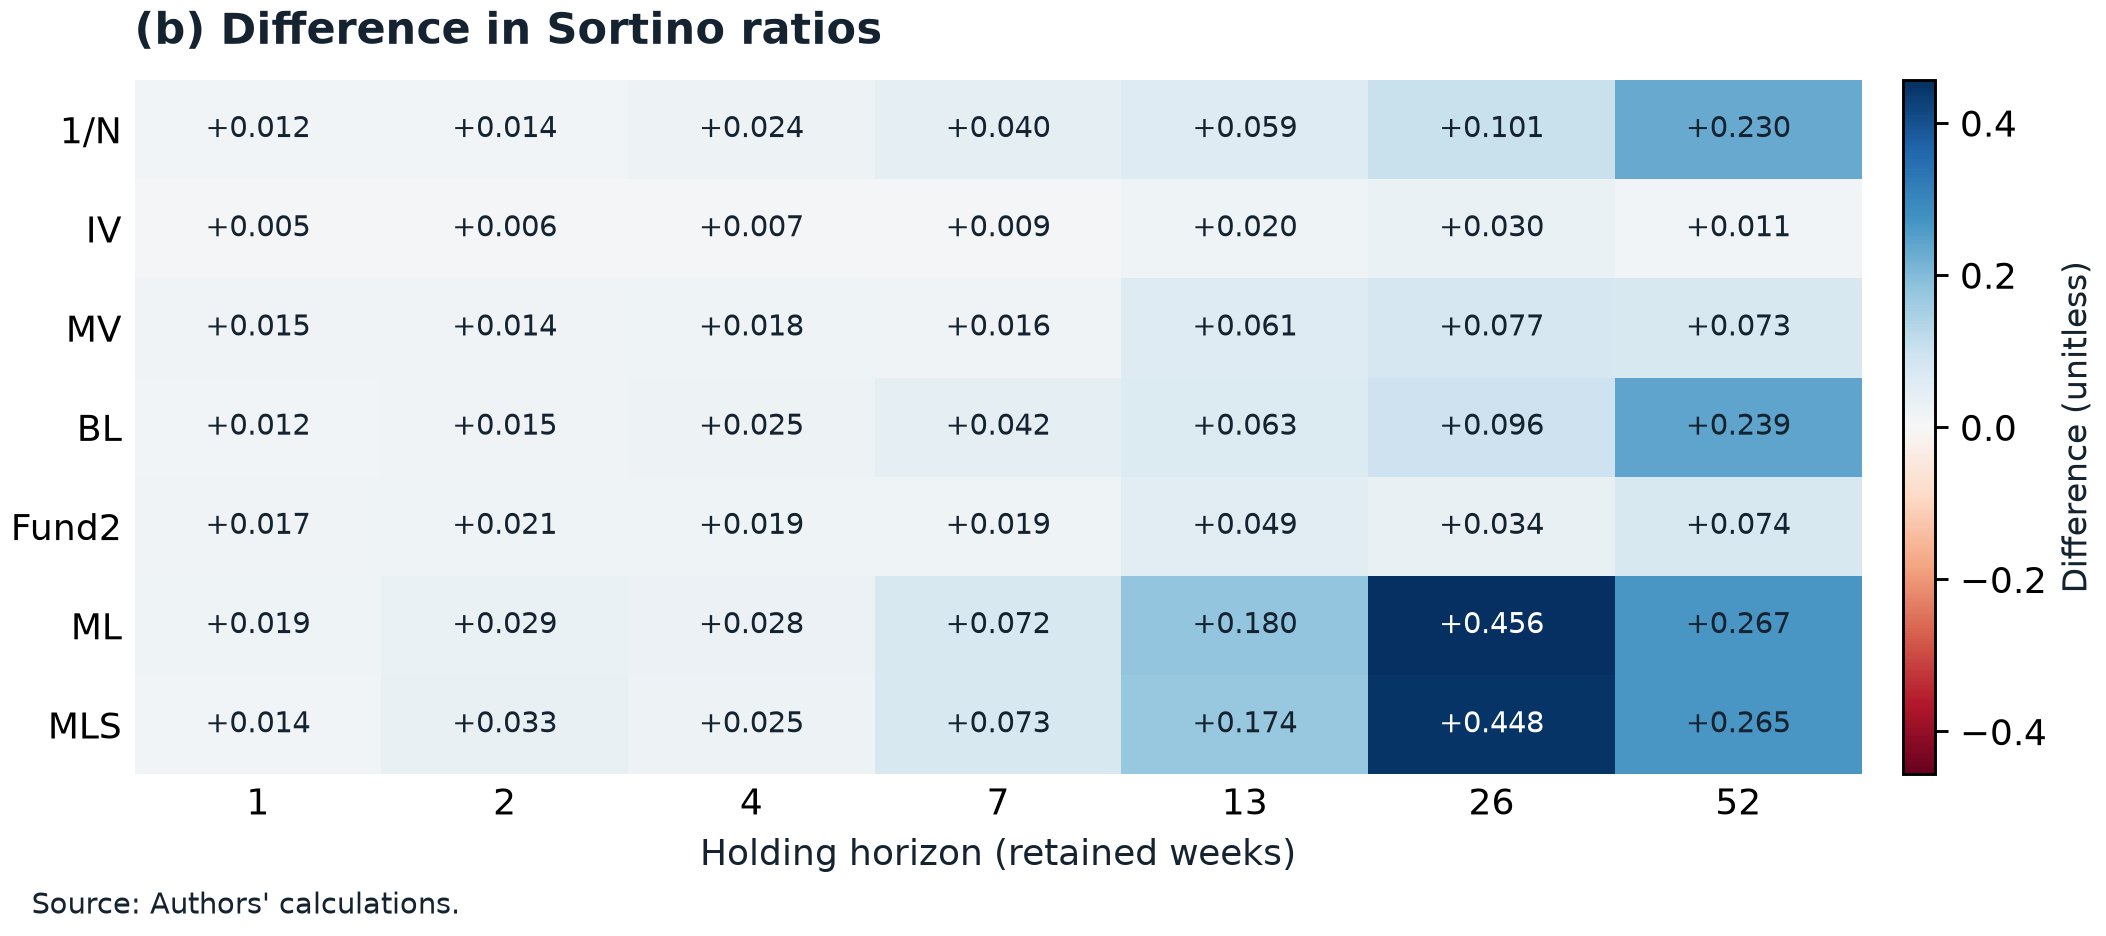 (b) Difference in Sortino ratios
1/N +0.012 +0.014 +0.024 +0.040 +0.059 +0.101 +0.230
IV +0.005 +0.006 +0.007 +0.009 +0.020 +0.030 +0.011
MV +0.015 +0.014 +0.018 +0.016 +0.061 +0.077 +0.073
BL +0.012 +0.015 +0.025 +0.042 +0.063 +0.096 +0.239
Fund2 +0.017 +0.021 +0.019 +0.019 +0.049 +0.034 +0.074
ML +0.019 +0.029 +0.028 +0.072 +0.180 +0.456 +0.267
MLS +0.014 +0.033 +0.025 +0.073 +0.174 +0.448 +0.265
1 2 4 7 13 26 52
Holding horizon (retained weeks)
0.4
0.2
0.0
−0.2
−0.4
Difference (unitless)
Source: Authors' calculations.